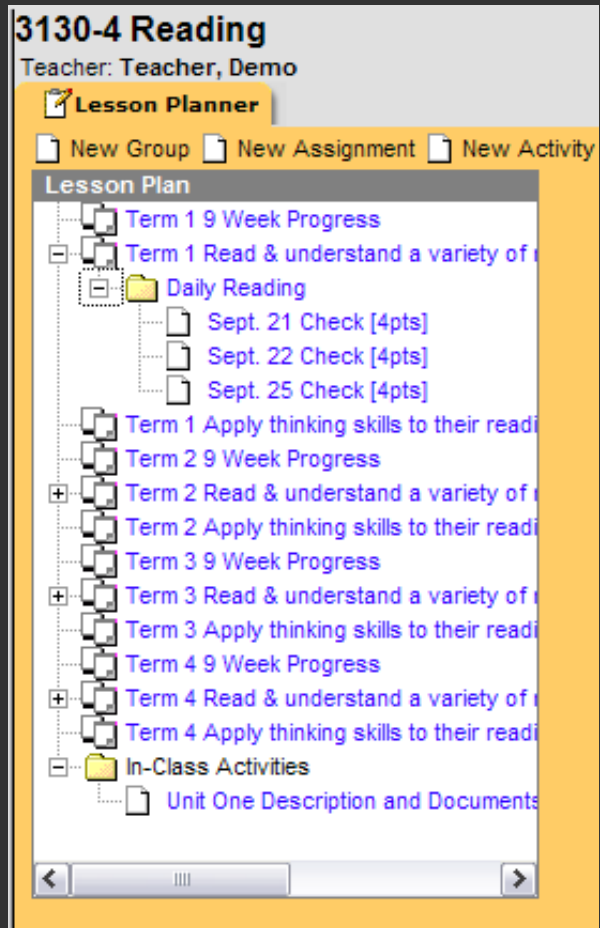 3130-4 Reading
Teacher: Teacher, Demo
Lesson Planner
New Group New Assignment New Activity
Lesson Plan
Term 1 9 Week Progress
Term 1 Read & understand a variety of
Daily Reading
Sept. 21 Check [4pts]
Sept. 22 Check [4pts]
Sept. 25 Check [4pts]
Term 1 Apply thinking skills to their readi
Term 2 9 Week Progress
Term 2 Read & understand a variety of
Term 2 Apply thinking skills to their readi
Term 3 9 Week Progress
Term 3 Read & understand a variety of
Term 3 Apply thinking skills to their readi
Term 4 9 Week Progress
Term 4 Read & understand a variety of
Term 4 Apply thinking skills to their readi
In-Class Activities
Unit One Description and Documents